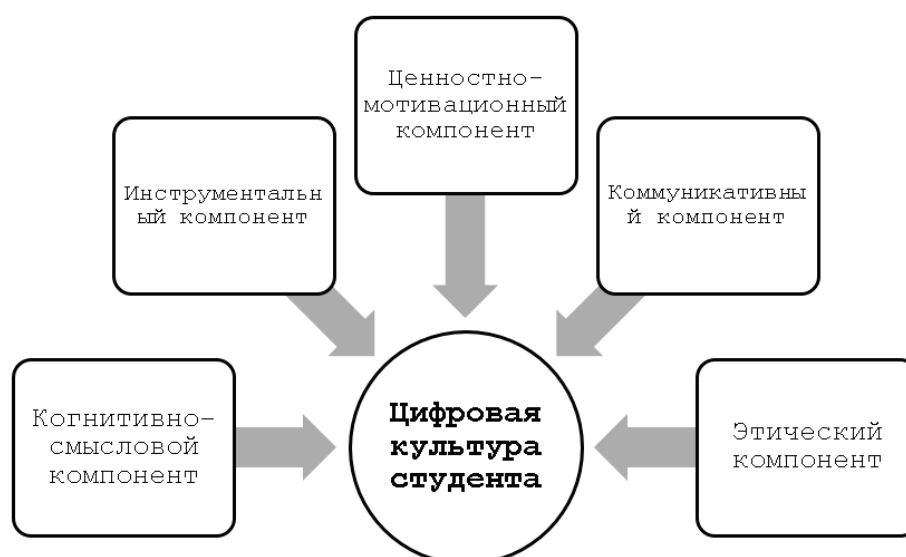 Ценностно-
мотивационный
компонент
Инструментальн
ый компонент
Коммуникативны
й компонент
Когнитивно-
смысловой
компонент
Цифровая
культура
студента
Этический
компонент